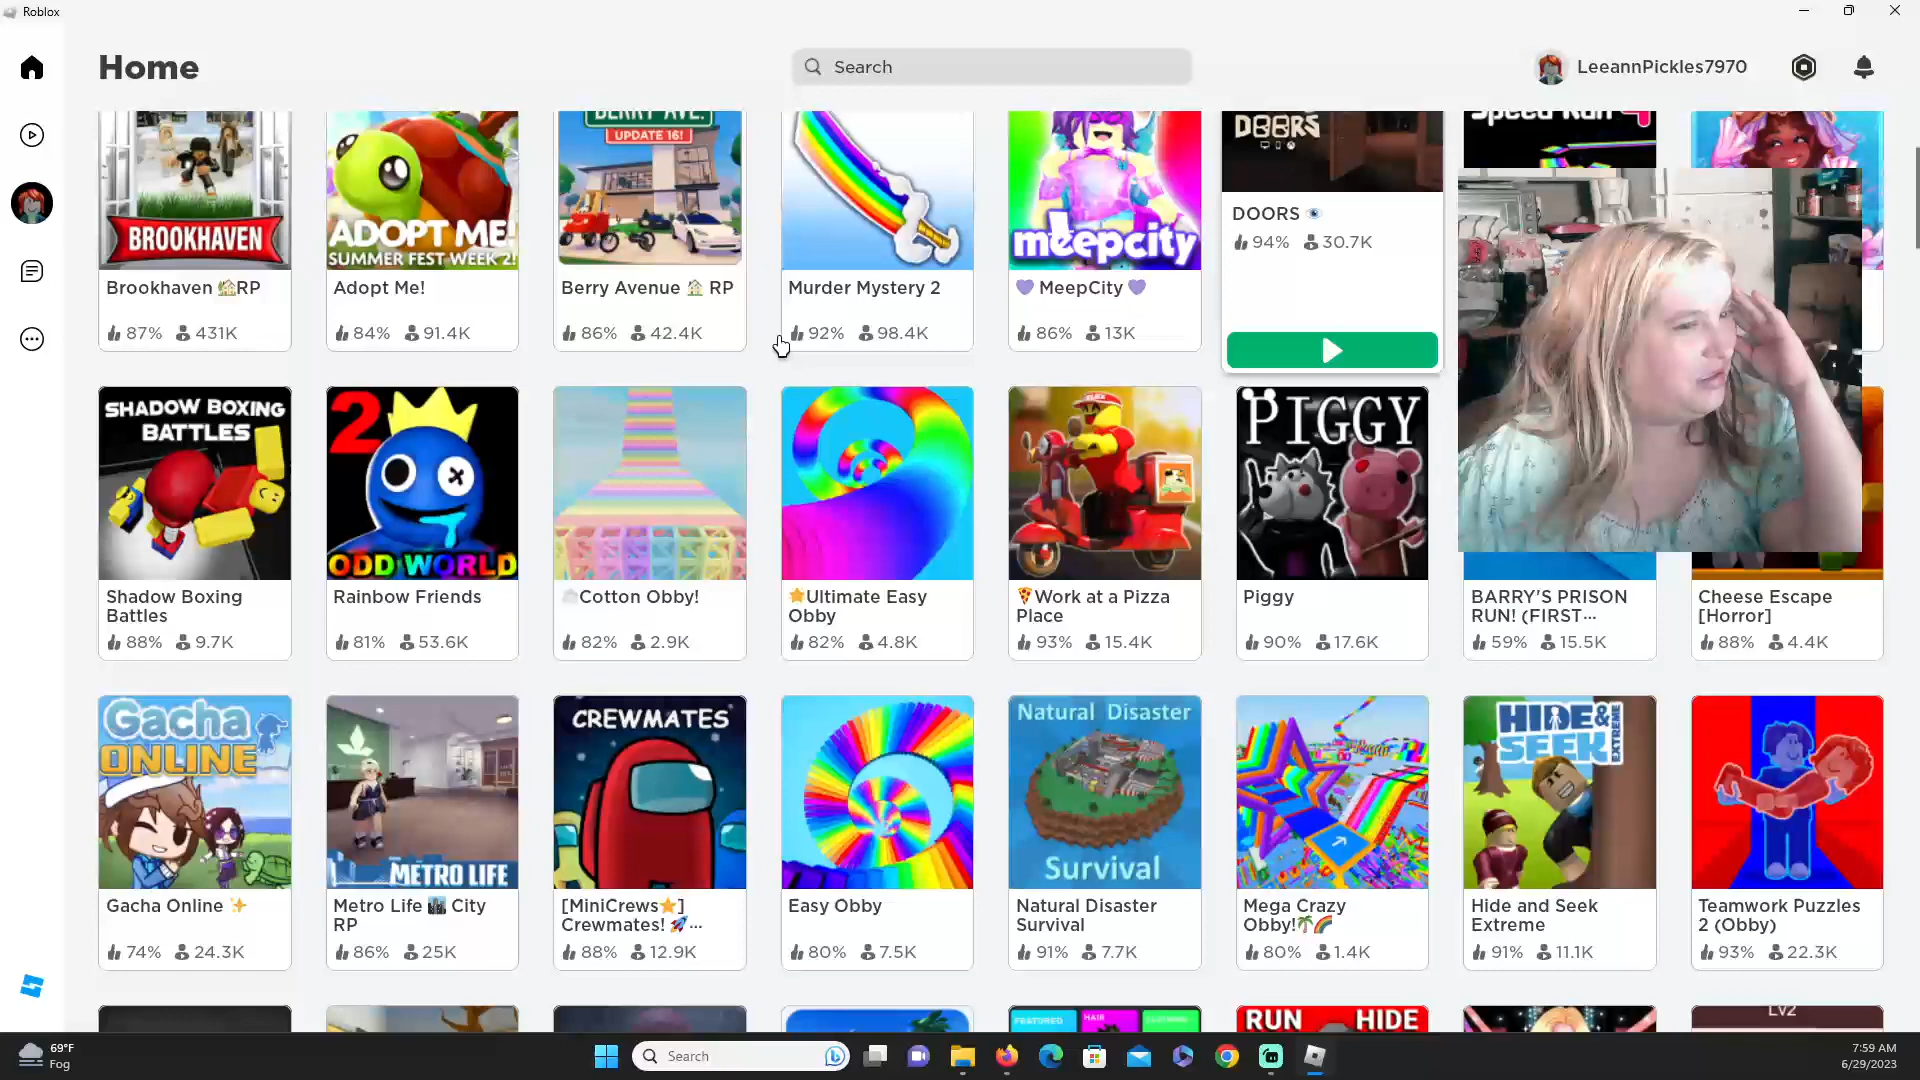 Roblox
Home
Search
LeeannPickles7970
BROOKHAVEN
Brookhaven 🏡RP
87% 431K
ADOPT ME!
SUMMER FEST WEEK 2!
Adopt Me!
84% 91.4K
BERRY AVE.
UPDATE 16!
Berry Avenue 🏠 RP
86% 42.4K
Murder Mystery 2
92% 98.4K
meepcity
💜 MeepCity 💜
86% 13K
DOORS
DOORS 👁️
94% 30.7K
Speed Run 4
SHADOW BOXING
BATTLES
Shadow Boxing
Battles
88% 9.7K
2
ODD WORLD
Rainbow Friends
81% 53.6K
☁️Cotton Obby!
82% 2.9K
⭐Ultimate Easy
Obby
82% 4.8K
🍕Work at a Pizza
Place
93% 15.4K
PIGGY
Piggy
90% 17.6K
BARRY'S PRISON
RUN! (FIRST...
59% 15.5K
Cheese Escape
[Horror]
88% 4.4K
Gacha
ONLINE
Gacha Online ✨
74% 24.3K
METRO LIFE
Metro Life 🏙️ City
RP
86% 25K
CREWMATES
[MiniCrews⭐]
Crewmates! 🚀...
88% 12.9K
Easy Obby
80% 7.5K
Natural Disaster
Survival
Natural Disaster
Survival
91% 7.7K
Mega Crazy
Obby!🌴🌈
80% 1.4K
HIDE &
SEEK
EXTREME
Hide and Seek
Extreme
91% 11.1K
Teamwork Puzzles
2 (Obby)
93% 22.3K
FEATURED
HAIR
RUN HIDE
LV2
69°F
Fog
Search
7:59 AM
6/29/2023